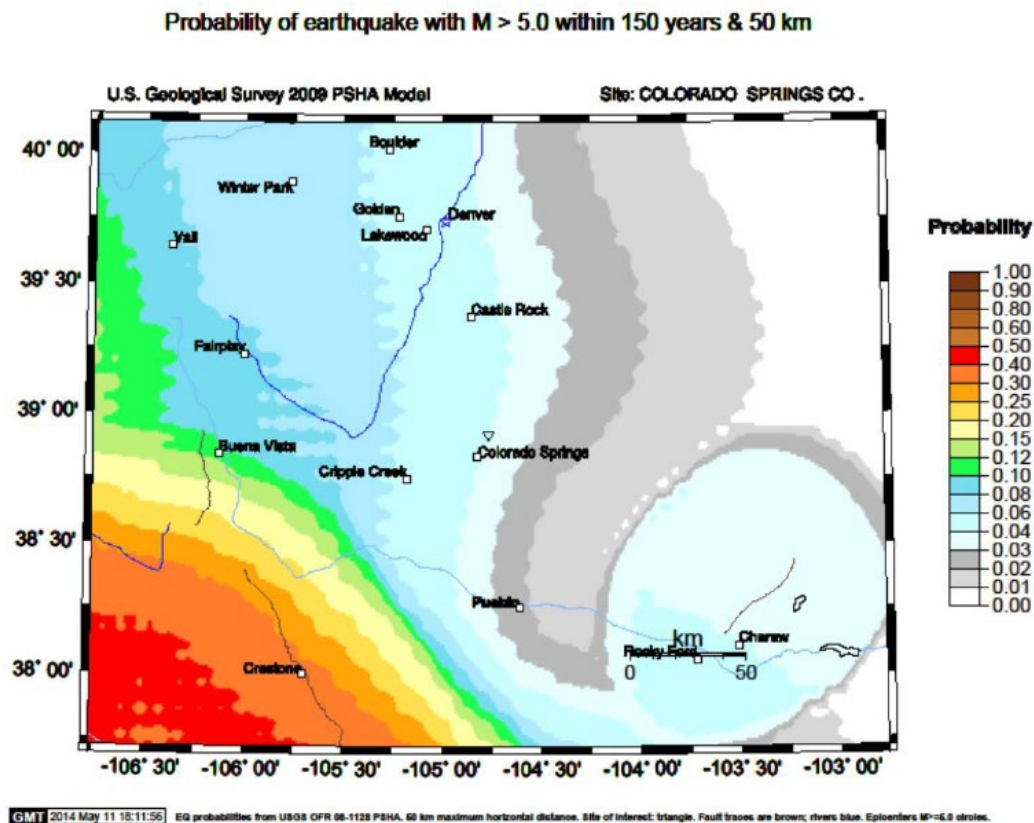 Probability of earthquake with M > 5.0 within 150 years & 50 km
U.S. Geological Survey 2009 PSHA Model Site: COLORADO SPRINGS CO .
40° 00'
39° 30'
39° 00'
38° 30'
38° 00'
Boulder
Winter Park
Golden
Denver
Lakewood
Vail
Castle Rock
Fairplay
Buena Vista
Colorado Springs
Cripple Creek
Pueblo
km
Cheraw
Rocky Ford
0 50
Crestone
-106° 30' -106° 00' -105° 30' -105° 00' -104° 30' -104° 00' -103° 30' -103° 00'
Probability
1.00
0.90
0.80
0.60
0.50
0.40
0.30
0.25
0.20
0.15
0.12
0.10
0.08
0.06
0.04
0.03
0.02
0.01
0.00
GMT 2014 May 11 18:11:56 EQ probabilities from USGS OFR 08-1128 PSHA. 50 km maximum horizontal distance. Site of interest: triangle. Fault traces are brown; rivers blue. Epicenters M>=6.0 circles.